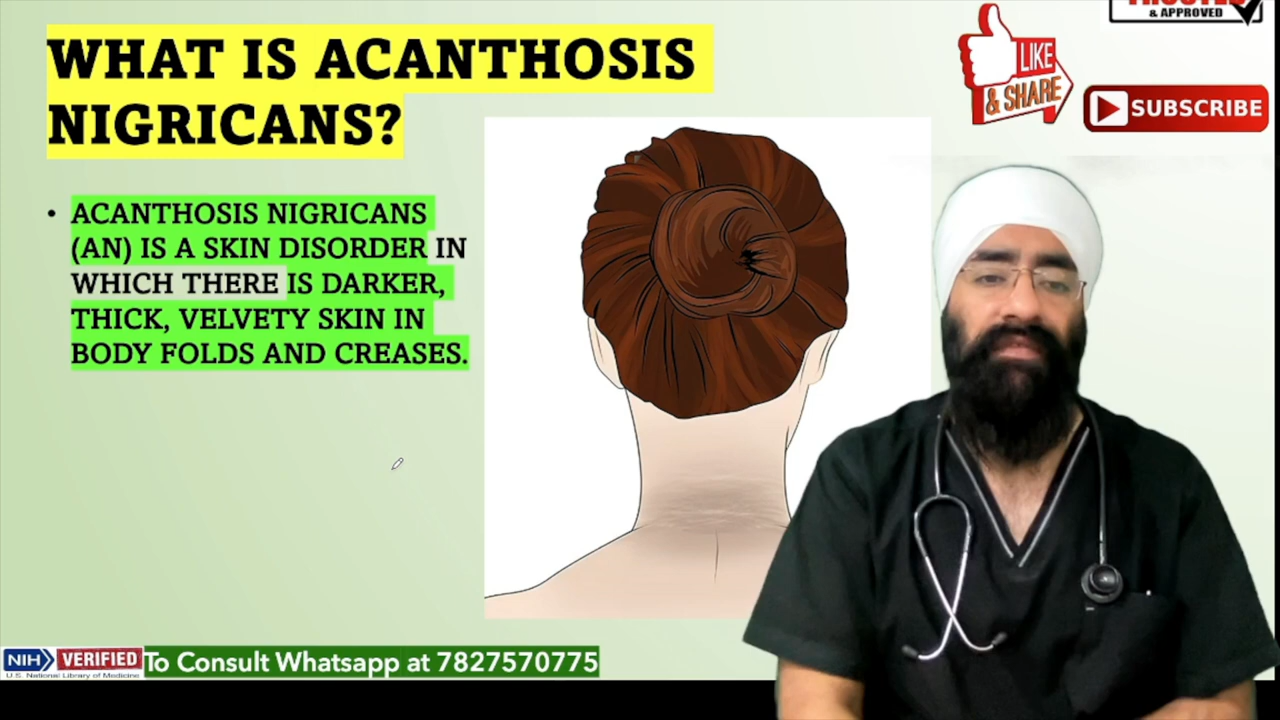 WHAT IS ACANTHOSIS
NIGRICANS?
& APPROVED
LIKE
& SHARE
SUBSCRIBE
• ACANTHOSIS NIGRICANS
(AN) IS A SKIN DISORDER IN
WHICH THERE IS DARKER,
THICK, VELVETY SKIN IN
BODY FOLDS AND CREASES.
NIH VERIFIED
U.S. National Library of Medicine
To Consult Whatsapp at 7827570775